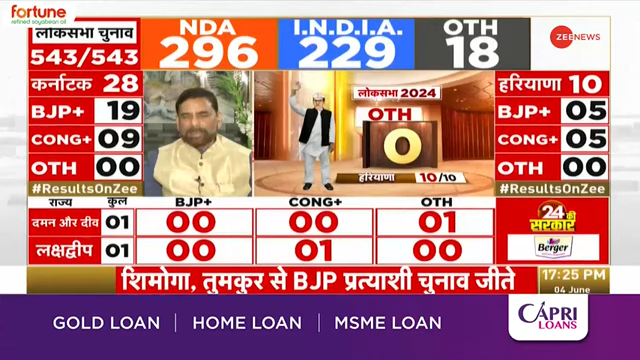 fortune
refined soyabean oil
लोकसभा चुनाव
543/543
NDA
296
I.N.D.I.A.
229
OTH
18
ZEE NEWS
कर्नाटक 28
BJP+ 19
CONG+ 09
OTH 00
#ResultsOnZee
लोकसभा 2024
OTH
0
हरियाणा 10/10
हरियाणा 10
BJP+ 05
CONG+ 05
OTH 00
#ResultsOnZee
राज्य कुल BJP+ CONG+ OTH
दमन और दीव 01 00 00 01
लक्षद्वीप 01 00 01 00
24 की
सरकार
Berger
शिमोगा, तुमकुर से BJP प्रत्याशी चुनाव जीते
17:25 PM
04 June
GOLD LOAN | HOME LOAN | MSME LOAN
CAPRI
LOANS